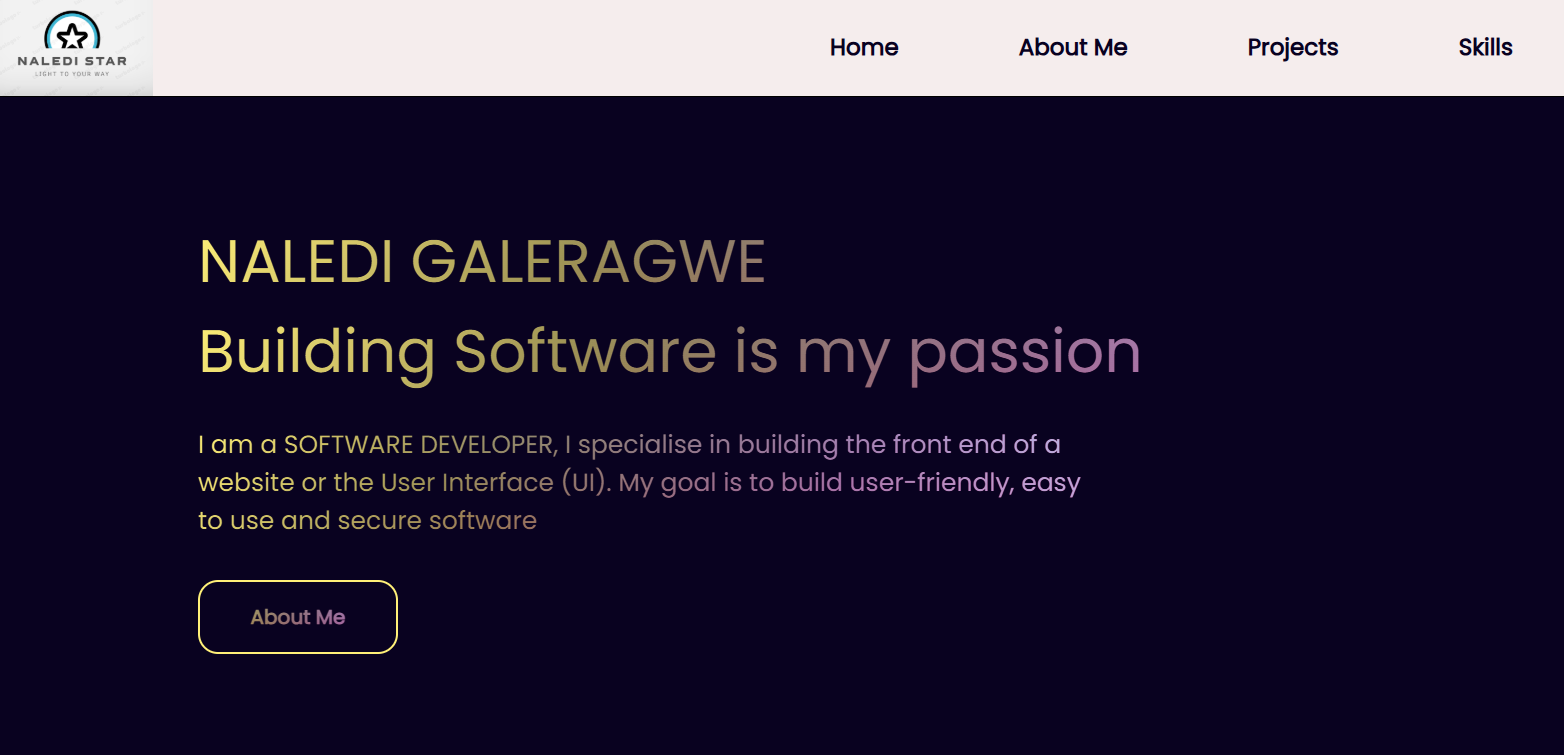 NALEDI STAR
LIGHT TO YOUR WAY
Home About Me Projects Skills
NALEDI GALERAGWE
Building Software is my passion
I am a SOFTWARE DEVELOPER, I specialise in building the front end of a
website or the User Interface (UI). My goal is to build user-friendly, easy
to use and secure software
About Me